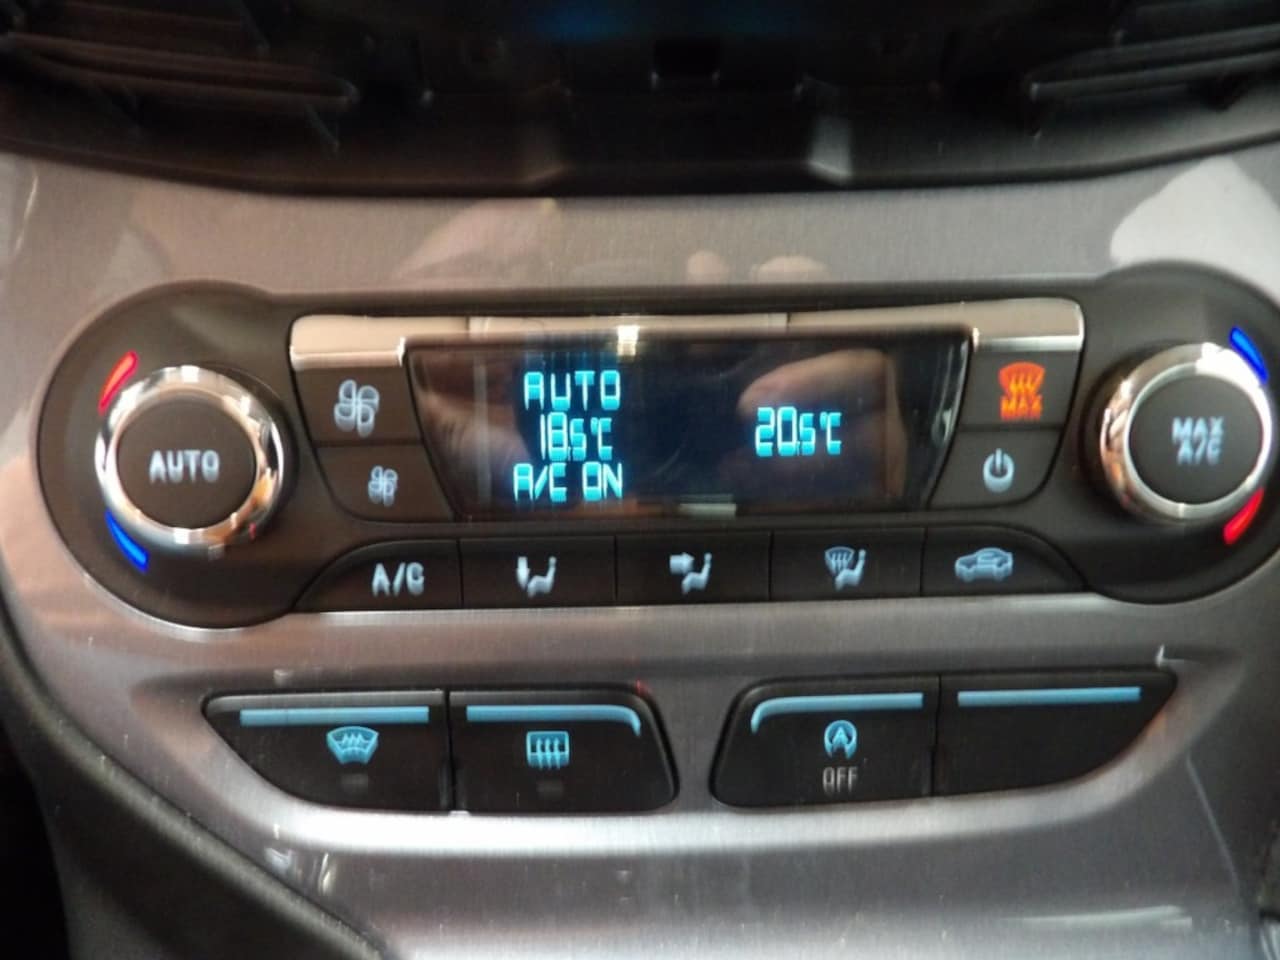 AUTO
AUTO
18.5°C
A/C ON
20.5°C
MAX
MAX
A/C
A/C
A
OFF